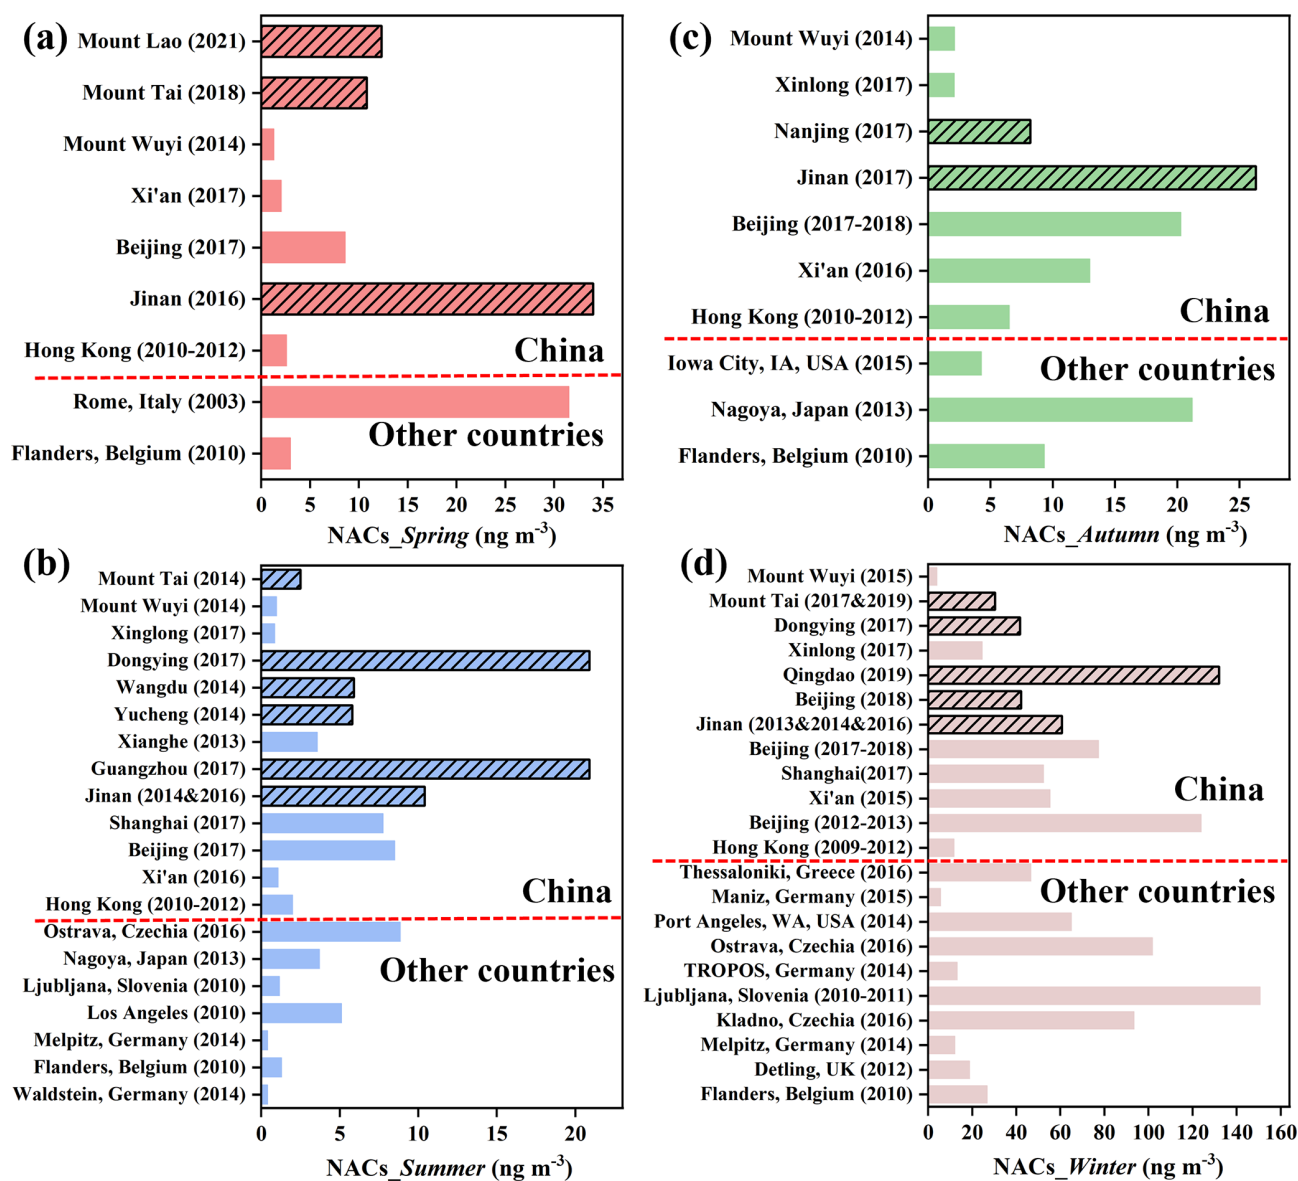 (a)
Mount Lao (2021)
Mount Tai (2018)
Mount Wuyi (2014)
Xi'an (2017)
Beijing (2017)
Jinan (2016)
Hong Kong (2010-2012)
China
Rome, Italy (2003)
Other countries
Flanders, Belgium (2010)
0 5 10 15 20 25 30 35
NACs_Spring (ng m-3)
(c)
Mount Wuyi (2014)
Xinlong (2017)
Nanjing (2017)
Jinan (2017)
Beijing (2017-2018)
Xi'an (2016)
Hong Kong (2010-2012)
China
Iowa City, IA, USA (2015)
Other countries
Nagoya, Japan (2013)
Flanders, Belgium (2010)
0 5 10 15 20 25
NACs_Autumn (ng m-3)
(b)
Mount Tai (2014)
Mount Wuyi (2014)
Xinglong (2017)
Dongying (2017)
Wangdu (2014)
Yucheng (2014)
Xianghe (2013)
Guangzhou (2017)
Jinan (2014&2016)
Shanghai (2017)
Beijing (2017)
Xi'an (2016)
Hong Kong (2010-2012)
China
Ostrava, Czechia (2016)
Nagoya, Japan (2013)
Other countries
Ljubljana, Slovenia (2010)
Los Angeles (2010)
Melpitz, Germany (2014)
Flanders, Belgium (2010)
Waldstein, Germany (2014)
0 5 10 15 20
NACs_Summer (ng m-3)
(d)
Mount Wuyi (2015)
Mount Tai (2017&2019)
Dongying (2017)
Xinlong (2017)
Qingdao (2019)
Beijing (2018)
Jinan (2013&2014&2016)
Beijing (2017-2018)
Shanghai(2017)
Xi'an (2015)
Beijing (2012-2013)
Hong Kong (2009-2012)
China
Thessaloniki, Greece (2016)
Maniz, Germany (2015)
Other countries
Port Angeles, WA, USA (2014)
Ostrava, Czechia (2016)
TROPOS, Germany (2014)
Ljubljana, Slovenia (2010-2011)
Kladno, Czechia (2016)
Melpitz, Germany (2014)
Detling, UK (2012)
Flanders, Belgium (2010)
0 20 40 60 80 100 120 140 160
NACs_Winter (ng m-3)